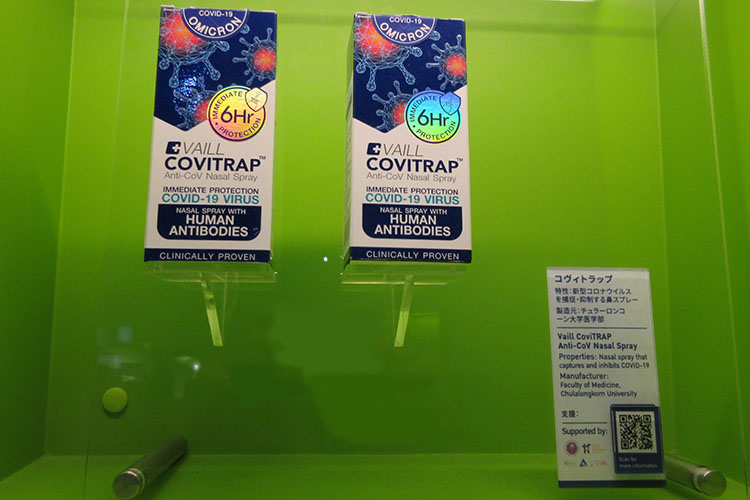 COVID-19
OMICRON
IMMEDIATE
6Hr
PROTECTION
VAILL
COVITRAP™
Anti-CoV Nasal Spray
IMMEDIATE PROTECTION
COVID-19 VIRUS
NASAL SPRAY WITH
HUMAN
ANTIBODIES
CLINICALLY PROVEN
COVID-19
OMICRON
IMMEDIATE
6Hr
PROTECTION
VAILL
COVITRAP™
Anti-CoV Nasal Spray
IMMEDIATE PROTECTION
COVID-19 VIRUS
NASAL SPRAY WITH
HUMAN
ANTIBODIES
CLINICALLY PROVEN
コヴィトラップ
特性：新型コロナウイルス
を捕捉・抑制する鼻スプレー
製造元：チュラーロンコ
ーン大学医学部
Vaill CoviTRAP
Anti-CoV Nasal Spray
Properties: Nasal spray that
captures and inhibits COVID-19
Manufacturer:
Faculty of Medicine,
Chulalongkorn University
支援：
Supported by:
Scan for
more information